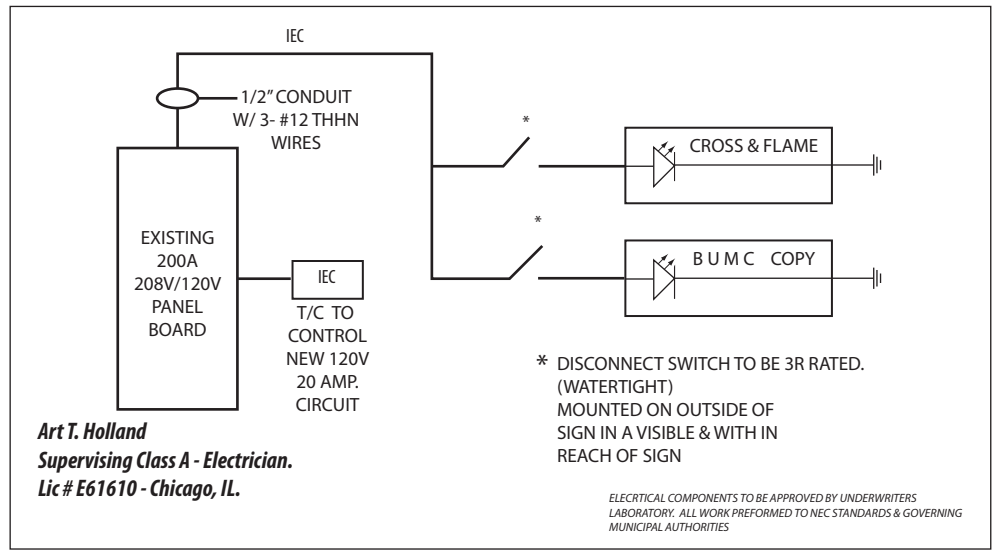 IEC
1/2" CONDUIT
W/ 3- #12 THHN
WIRES
*
CROSS & FLAME
EXISTING
200A
208V/120V
PANEL
BOARD
IEC
T/C TO
CONTROL
NEW 120V
20 AMP.
CIRCUIT
*
B U M C COPY
* DISCONNECT SWITCH TO BE 3R RATED.
(WATERTIGHT)
MOUNTED ON OUTSIDE OF
SIGN IN A VISIBLE & WITH IN
REACH OF SIGN
Art T. Holland
Supervising Class A - Electrician.
Lic # E61610 - Chicago, IL.
ELECRTICAL COMPONENTS TO BE APPROVED BY UNDERWRITERS
LABORATORY. ALL WORK PREFORMED TO NEC STANDARDS & GOVERNING
MUNICIPAL AUTHORITIES